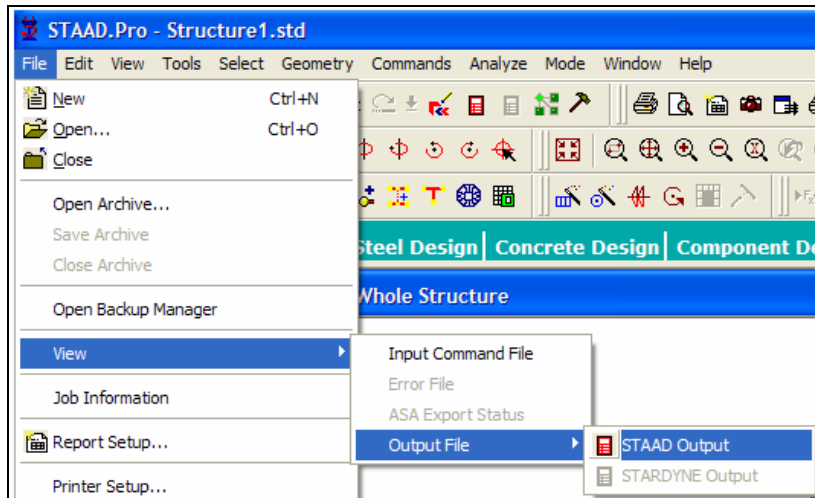 STAAD.Pro - Structure1.std
File Edit View Tools Select Geometry Commands Analyze Mode Window Help
New Ctrl+N
Open... Ctrl+O
Close
Open Archive...
Save Archive
Close Archive
Steel Design Concrete Design Component De
Whole Structure
Open Backup Manager
View
Input Command File
Error File
Job Information
ASA Export Status
Report Setup...
Output File
STAAD Output
STARDYNE Output
Printer Setup...